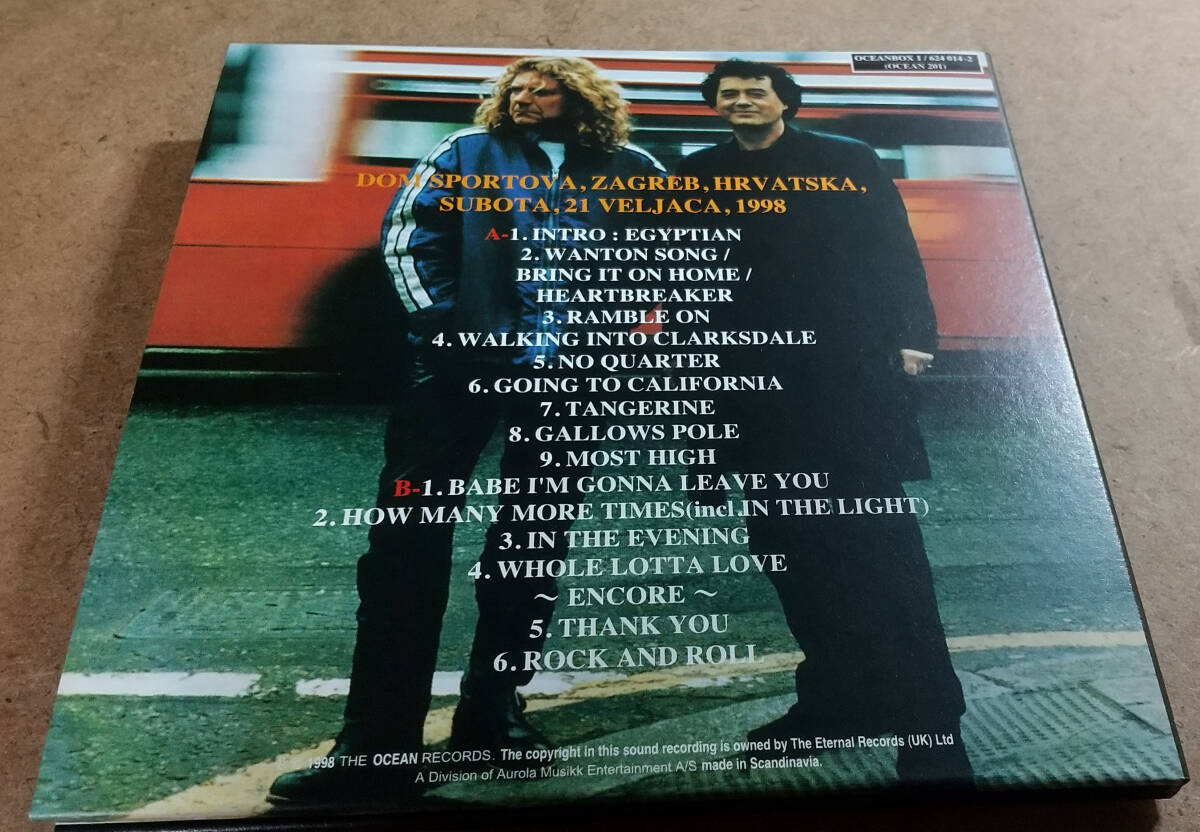 OCEANBOX 1 / 624 014-2
(OCEAN 201)
DOM SPORTOVA, ZAGREB, HRVATSKA,
SUBOTA, 21 VELJACA, 1998
A-1. INTRO : EGYPTIAN
2. WANTON SONG /
BRING IT ON HOME /
HEARTBREAKER
3. RAMBLE ON
4. WALKING INTO CLARKSDALE
5. NO QUARTER
6. GOING TO CALIFORNIA
7. TANGERINE
8. GALLOWS POLE
9. MOST HIGH
B-1. BABE I'M GONNA LEAVE YOU
2. HOW MANY MORE TIMES(incl.IN THE LIGHT)
3. IN THE EVENING
4. WHOLE LOTTA LOVE
～ ENCORE ～
5. THANK YOU
6. ROCK AND ROLL
1998 THE OCEAN RECORDS. The copyright in this sound recording is owned by The Eternal Records (UK) Ltd
A Division of Aurola Musikk Entertainment A/S made in Scandinavia.